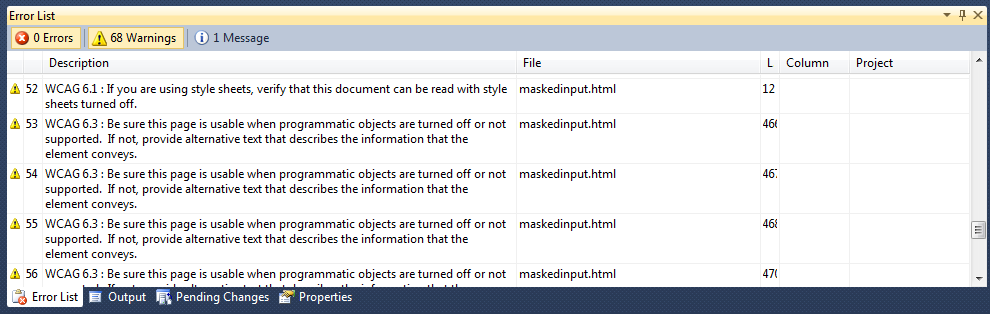 Error List
0 Errors 68 Warnings 1 Message
Description File L Column Project
52 WCAG 6.1 : If you are using style sheets, verify that this document can be read with style maskedinput.html 12
sheets turned off.
53 WCAG 6.3 : Be sure this page is usable when programmatic objects are turned off or not maskedinput.html 466
supported. If not, provide alternative text that describes the information that the
element conveys.
54 WCAG 6.3 : Be sure this page is usable when programmatic objects are turned off or not maskedinput.html 467
supported. If not, provide alternative text that describes the information that the
element conveys.
55 WCAG 6.3 : Be sure this page is usable when programmatic objects are turned off or not maskedinput.html 468
supported. If not, provide alternative text that describes the information that the
element conveys.
56 WCAG 6.3 : Be sure this page is usable when programmatic objects are turned off or not maskedinput.html 470
Error List Output Pending Changes Properties